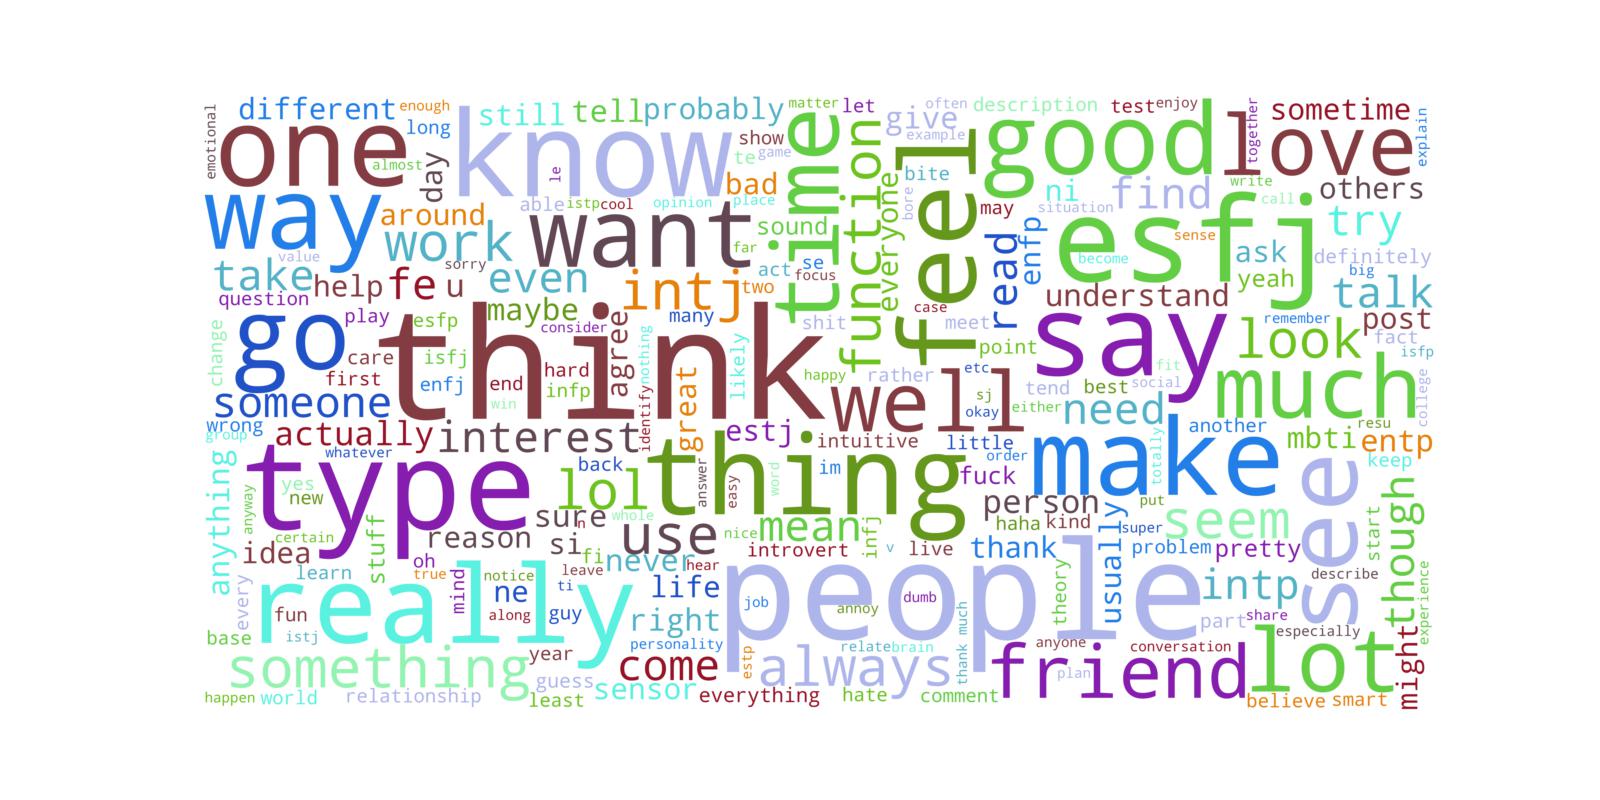 emotional
different
enough
long
one
almost
day
know
still
tell
probably
matter
let
give
often
description
test
enjoy
together
sometime
explain
show
te
game
le
time
function
example
feel
good
love
way
around
able
istp
cool
bad
opinion
place
bite
bore
everyone
may
situation
ni
find
write
call
others
value
work
want
sound
far
enfp
read
esfj
sense
become
try
take
sorry
even
intj
two
act
se
focus
ask
yeah
definitely
big
question
help
fe
u
maybe
many
case
understand
talk
change
go
play
esfp
think
consider
agree
nothing
likely
shit
meet
point
say
look
remember
post
fact
isfp
care
isfj
first
enfj
end
win
hard
infp
identify
great
happy
rather
well
etc
sj
okay
either
tend
best
social
fit
much
college
someone
wrong
group
actually
whatever
interest
estj
intuitive
little
order
need
another
mbti
resu
entp
keep
anything
yes
new
anyway
type
lol
back
thing
answer
easy
word
im
fuck
make
totally
put
see
though
start
certain
idea
reason
stuff
sure
n
si
whole
fi
use
nice
mean
infj
introvert
v
live
person
haha
kind
thank
super
usually
seem
problem
pretty
describe
experience
learn
oh
true
mind
notice
leave
never
hear
ti
ne
life
people
job
annoy
dumb
theory
intp
every
fun
really
along
guy
right
personality
part
share
especially
base
istj
year
come
estp
always
relate
brain
thank much
anyone
plan
conversation
friend
lot
might
something
guess
sensor
everything
happen
world
relationship
least
hate
comment
believe
smart